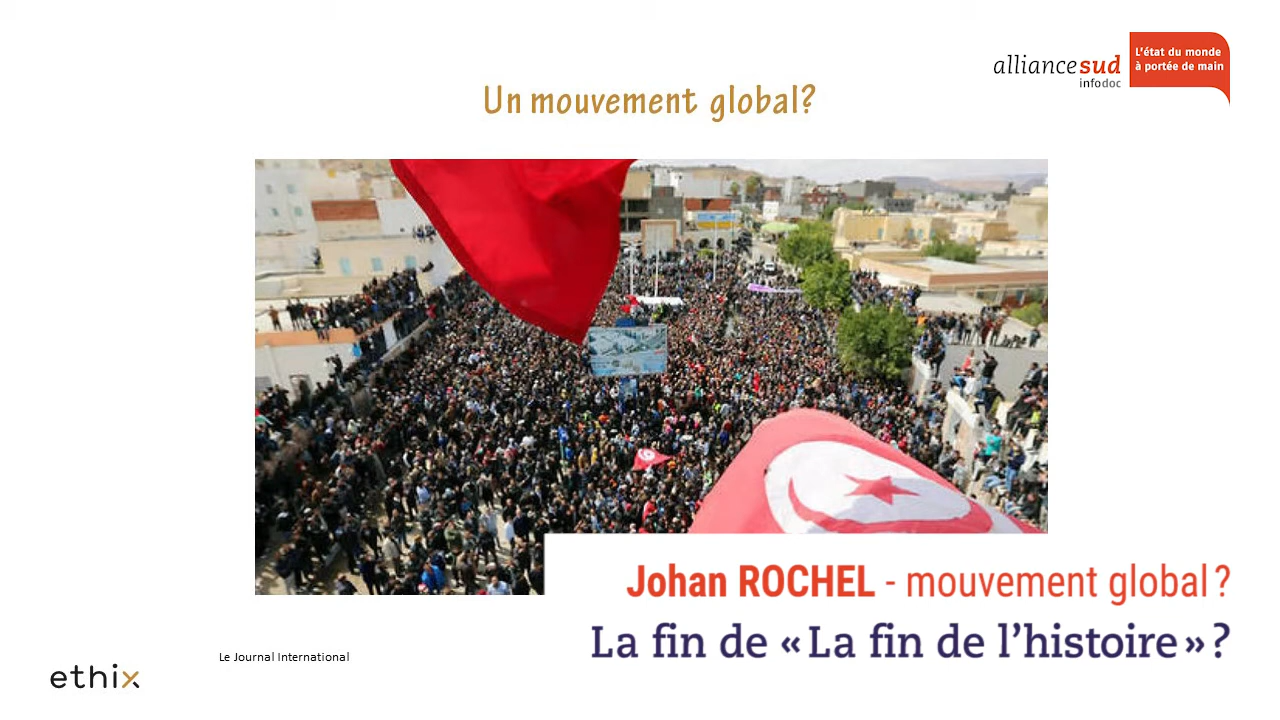 Un mouvement global?
alliancesud
infodoc
L'état du monde
à portée de main
Johan ROCHEL - mouvement global ?
La fin de « La fin de l'histoire » ?
Le Journal International
ethix